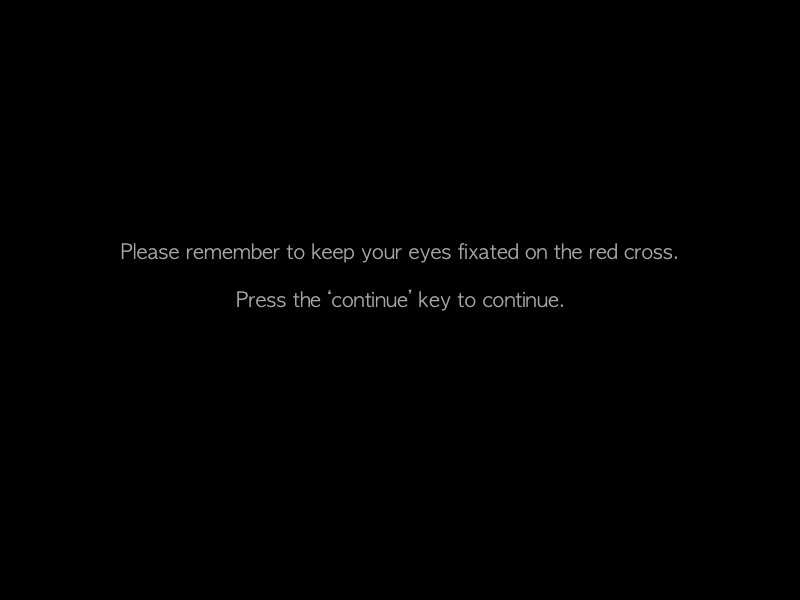 Please remember to keep your eyes fixated on the red cross.
Press the ‘continue’ key to continue.